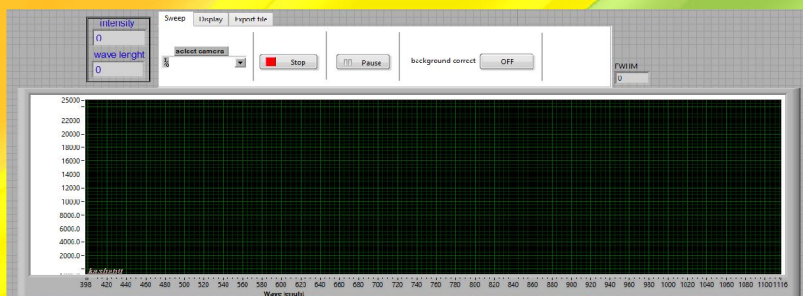 Sweep Display Export file
intensity
0
wave lenght
0
select camera
Stop
Pause
background correct
OFF
FWHM
0
25000
22000
20000
18000
16000
14000
12000
10000
8000.0
6000.0
4000.0
2000.0
398 420 440 460 480 500 520 540 560 580 600 620 640 660 680 700 720 740 760 780 800 820 840 860 880 900 920 940 960 980 1000 1020 1040 1060 1080 1100 1116